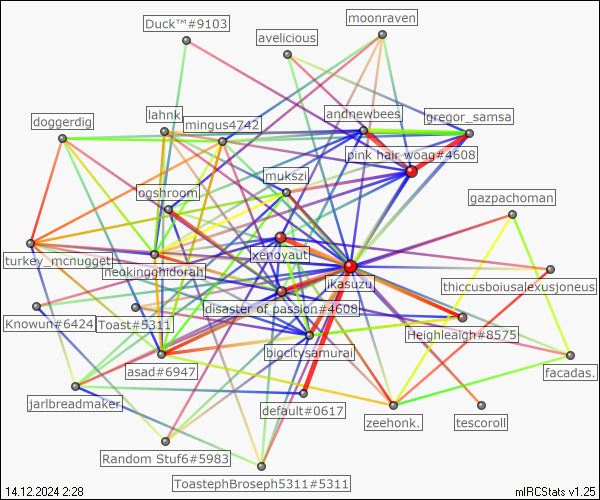 Duck™#9103
moonraven
avelicious
lahnk
andnewbees
gregor_samsa
doggerdig
mingus4742
pink hair woag#4608
mukszi
ogshroom
gazpachoman
turkey_mcnugget
xenoyaut
neokingghidorah
ikasuzu
thiccusboiusalexusjoneus
disaster of passion#4608
Knowun#6424
Toast#5311
Heighleaigh#8575
bigcitysamurai
asad#6947
facadas.
jarlbreadmaker
default#0617
zeehonk.
tescoroll
Random Stuf6#5983
ToastephBroseph5311#5311
14.12.2024 2:28
mIRCStats v1.25